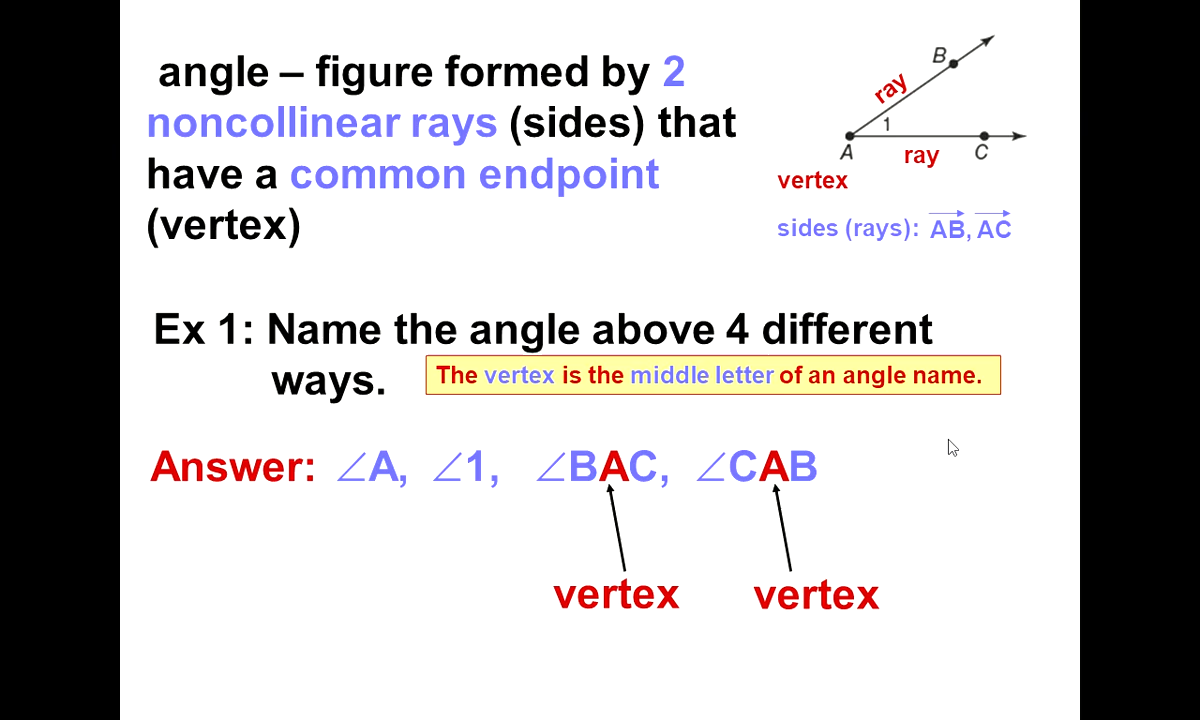 angle – figure formed by 2
noncollinear rays (sides) that
have a common endpoint
(vertex)
B
ray
1
A
ray
C
vertex
sides (rays): AB, AC
Ex 1: Name the angle above 4 different
ways.
The vertex is the middle letter of an angle name.
Answer: ∠A, ∠1, ∠BAC, ∠CAB
vertex vertex